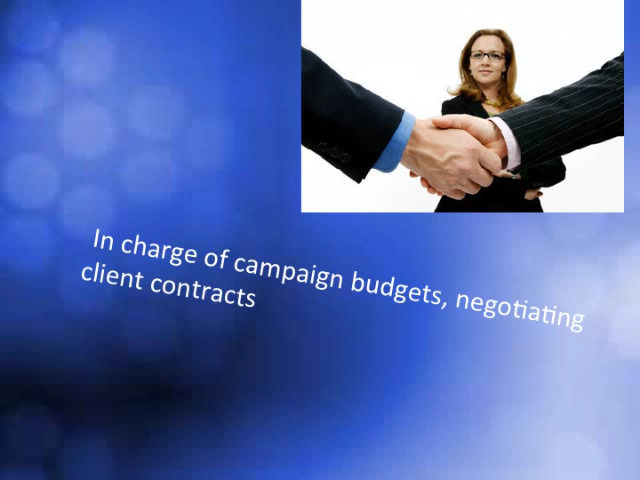 In charge of campaign budgets, negotiating
client contracts